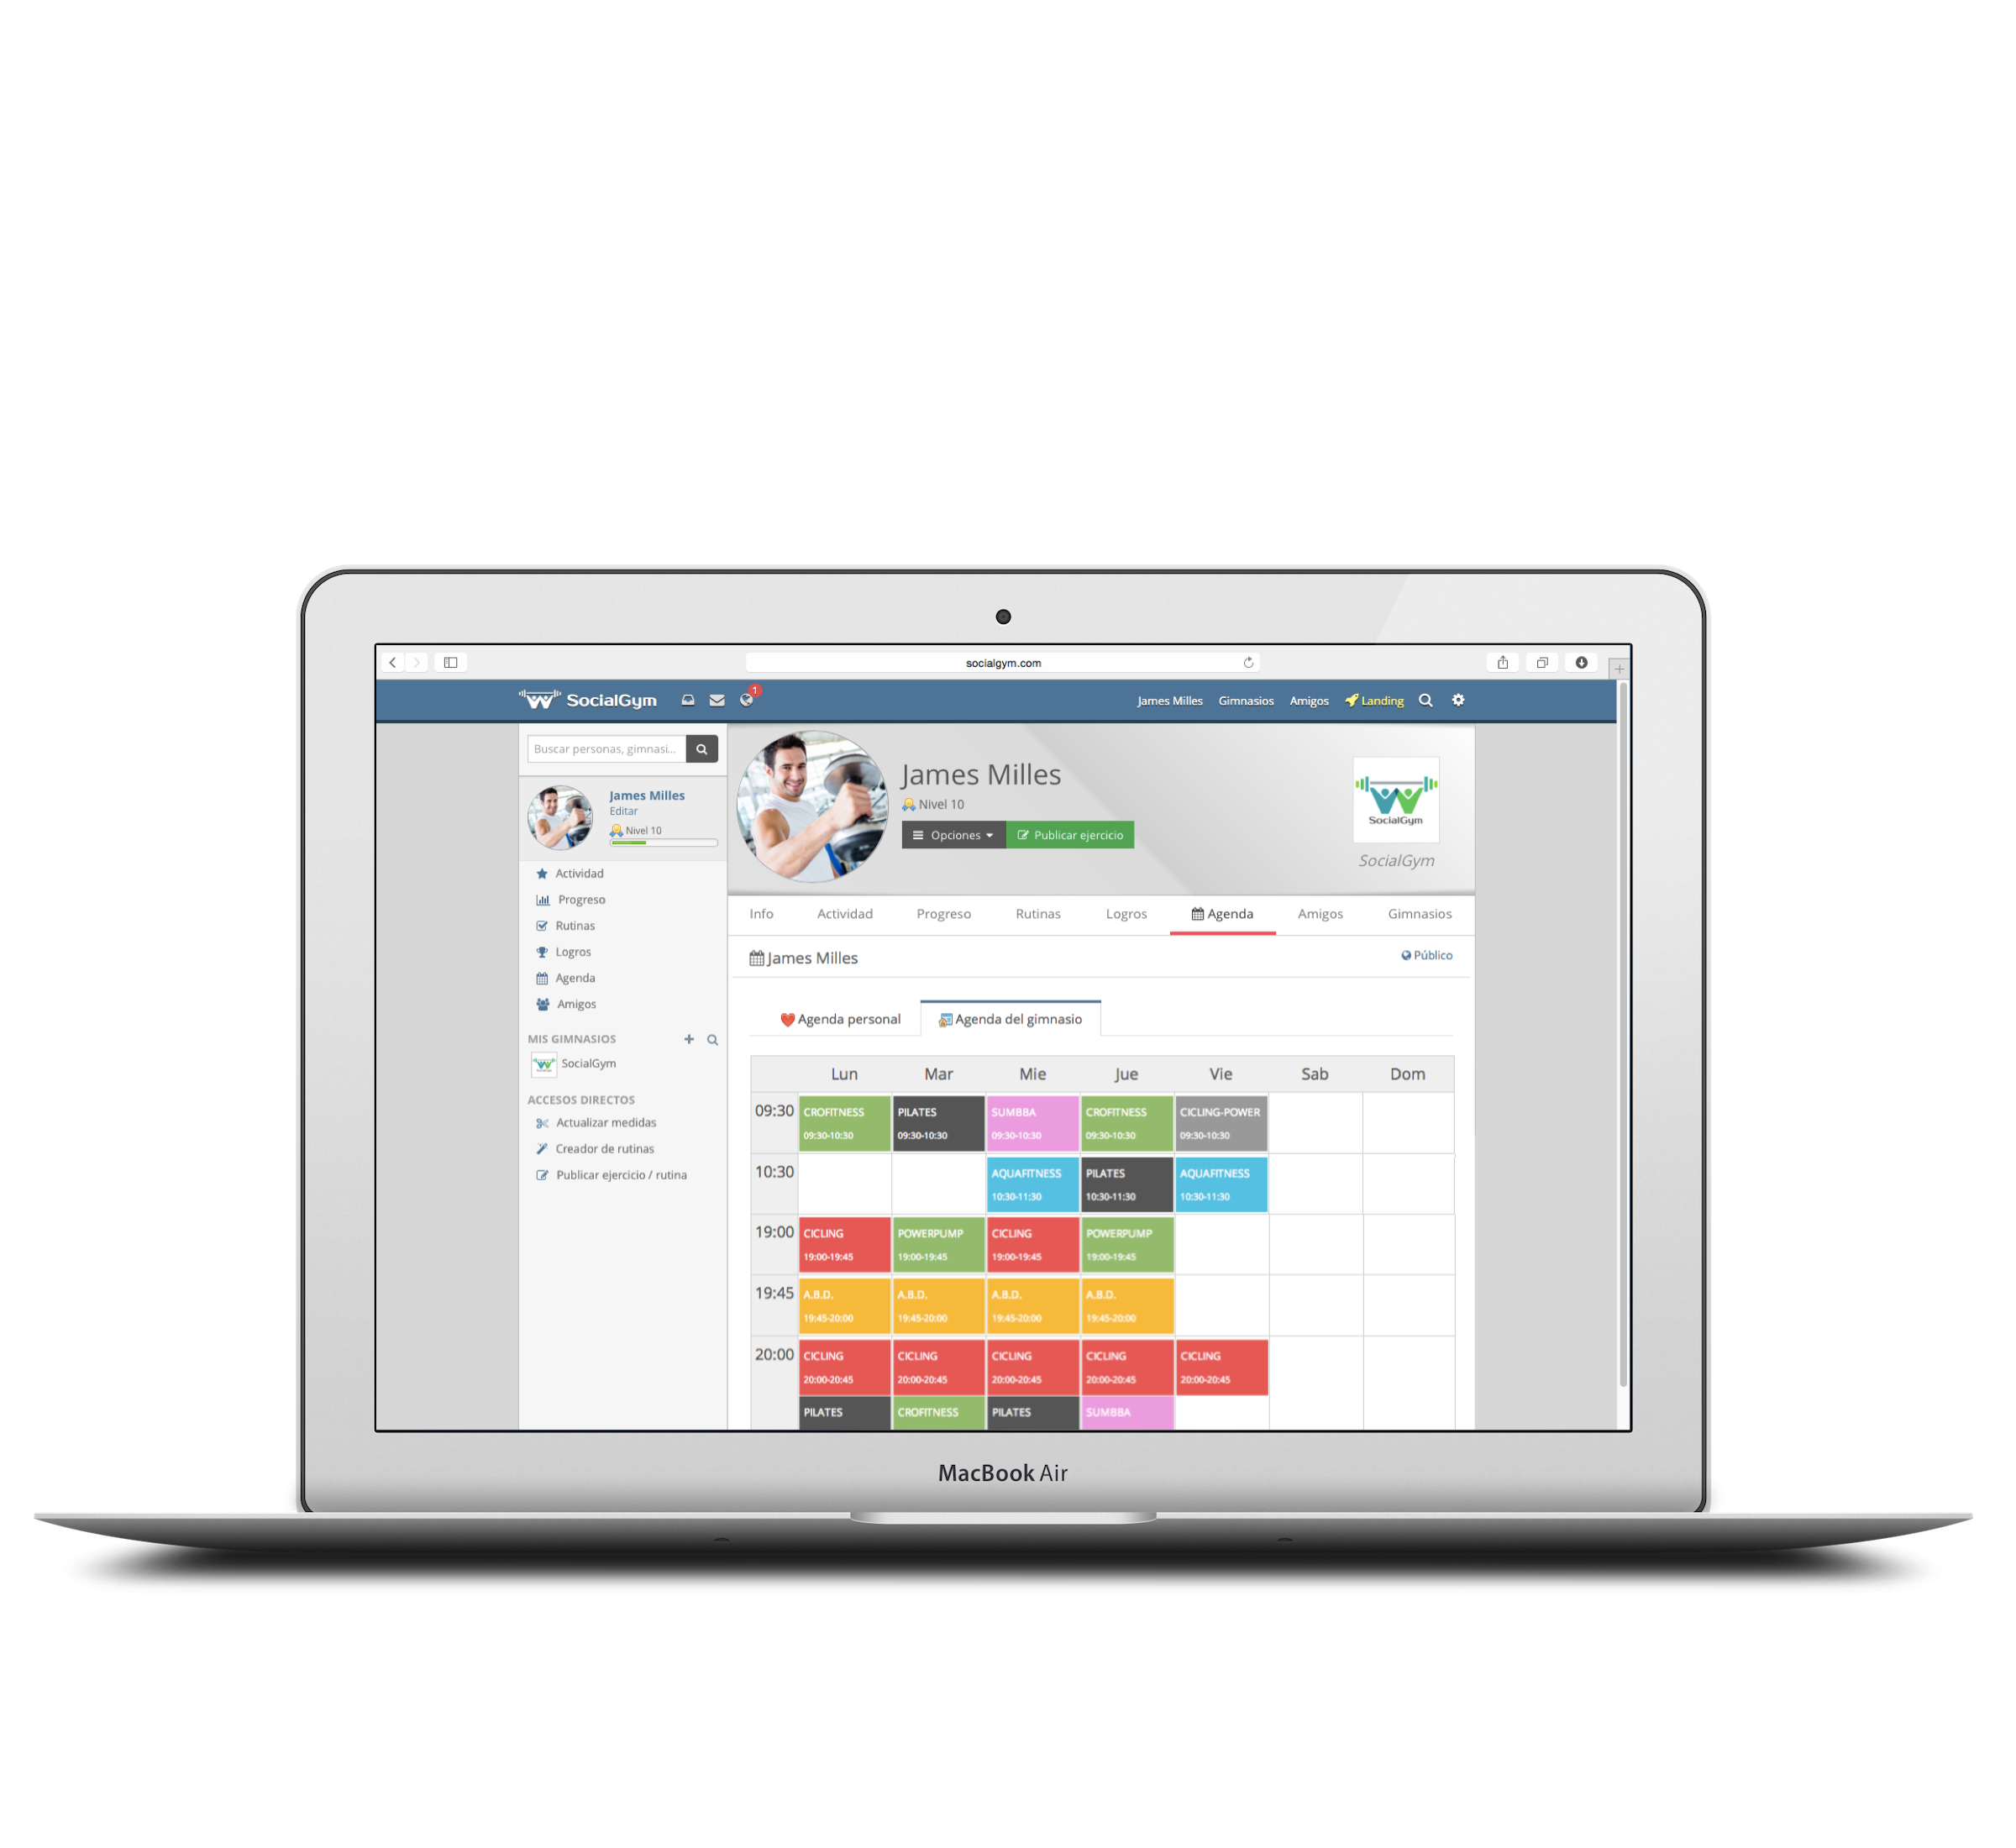 socialgym.com
SocialGym
1
James Milles Gimnasios Amigos Landing
Buscar personas, gimnasi...
James Milles
Editar
Nivel 10
Actividad
Progreso
Rutinas
Logros
Agenda
Amigos
MIS GIMNASIOS
SocialGym
ACCESOS DIRECTOS
Actualizar medidas
Creador de rutinas
Publicar ejercicio / rutina
James Milles
Nivel 10
Opciones Publicar ejercicio
SocialGym
SocialGym
Info Actividad Progreso Rutinas Logros Agenda Amigos Gimnasios
James Milles Público
Agenda personal Agenda del gimnasio
Lun Mar Mie Jue Vie Sab Dom
09:30 CROFITNESS PILATES SUMBBA CROFITNESS CICLING-POWER
09:30-10:30 09:30-10:30 09:30-10:30 09:30-10:30 09:30-10:30
10:30 AQUAFITNESS PILATES AQUAFITNESS
10:30-11:30 10:30-11:30 10:30-11:30
19:00 CICLING POWERPUMP CICLING POWERPUMP
19:00-19:45 19:00-19:45 19:00-19:45 19:00-19:45
19:45 A.B.D. A.B.D. A.B.D. A.B.D.
19:45-20:00 19:45-20:00 19:45-20:00 19:45-20:00
20:00 CICLING CICLING CICLING CICLING CICLING
20:00-20:45 20:00-20:45 20:00-20:45 20:00-20:45 20:00-20:45
PILATES CROFITNESS PILATES SUMBBA
MacBook Air